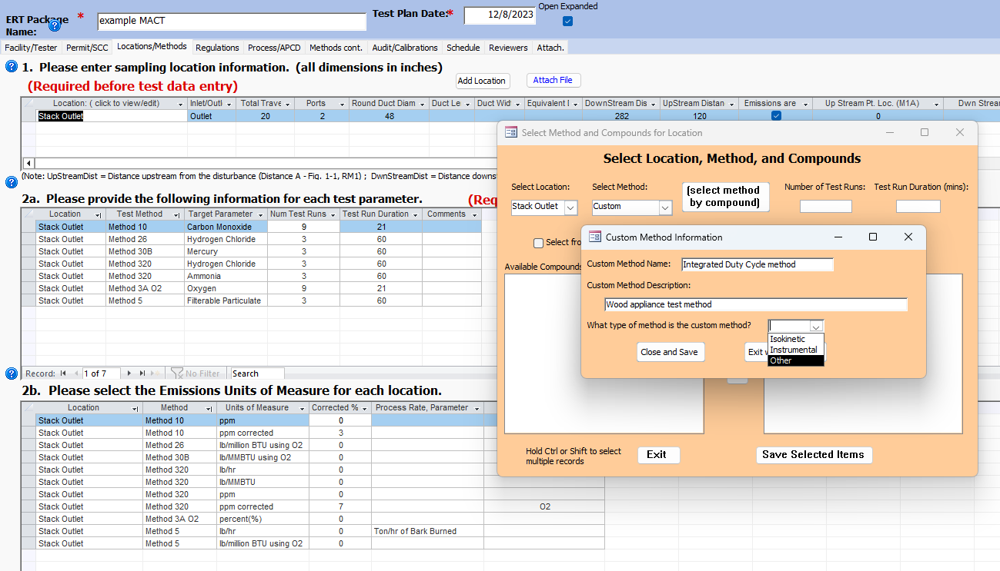 ERT Package Name: *
example MACT
Test Plan Date:*
12/8/2023
Open Expanded
Facility/Tester Permit/SCC Locations/Methods Regulations Process/APCD Methods cont. Audit/Calibrations Schedule Reviewers Attach.
1. Please enter sampling location information. (all dimensions in inches)
(Required before test data entry)
Add Location
Attach File
Location: ( click to view/edit) Inlet/Outl Total Trave Ports Round Duct Diam Duct Le Duct Widt Equivalent I DownStream Dis UpStream Distan Emissions are Up Stream Pt. Loc. (M1A) Dwn Strean
Stack Outlet Outlet 20 2 48 282 120 0
(Note: UpStreamDist = Distance upstream from the disturbance (Distance A - Fig. 1-1, RM1) ; DwnStreamDist = Distance downst
2a. Please provide the following information for each test parameter.
(Req
Location Test Method Target Parameter Num Test Runs Test Run Duration Comments
Stack Outlet Method 10 Carbon Monoxide 9 21
Stack Outlet Method 26 Hydrogen Chloride 3 60
Stack Outlet Method 30B Mercury 3 60
Stack Outlet Method 320 Hydrogen Chloride 3 60
Stack Outlet Method 320 Ammonia 3 60
Stack Outlet Method 3A O2 Oxygen 9 21
Stack Outlet Method 5 Filterable Particulate 3 60
Record: 1 of 7 No Filter Search
2b. Please select the Emissions Units of Measure for each location.
Location Method Units of Measure Corrected % Process Rate, Parameter
Stack Outlet Method 10 ppm 0
Stack Outlet Method 10 ppm corrected 3
Stack Outlet Method 26 lb/million BTU using O2 0
Stack Outlet Method 30B lb/MMBTU using O2 0
Stack Outlet Method 320 lb/hr 0
Stack Outlet Method 320 lb/MMBTU 0
Stack Outlet Method 320 ppm 0
Stack Outlet Method 320 ppm corrected 7 O2
Stack Outlet Method 3A O2 percent(%) 0
Stack Outlet Method 5 lb/hr 0 Ton/hr of Bark Burned
Stack Outlet Method 5 lb/million BTU using O2 0
Select Method and Compounds for Location
Select Location, Method, and Compounds
Select Location:
Stack Outlet
Select Method:
Custom
(select method
by compound)
Number of Test Runs:
Test Run Duration (mins):
Select fro
Available Compounds
Custom Method Information
Custom Method Name: Integrated Duty Cycle method
Custom Method Description:
Wood appliance test method
What type of method is the custom method?
Isokinetic
Instrumental
Other
Close and Save
Exit
Hold Ctrl or Shift to select
multiple records
Exit
Save Selected Items